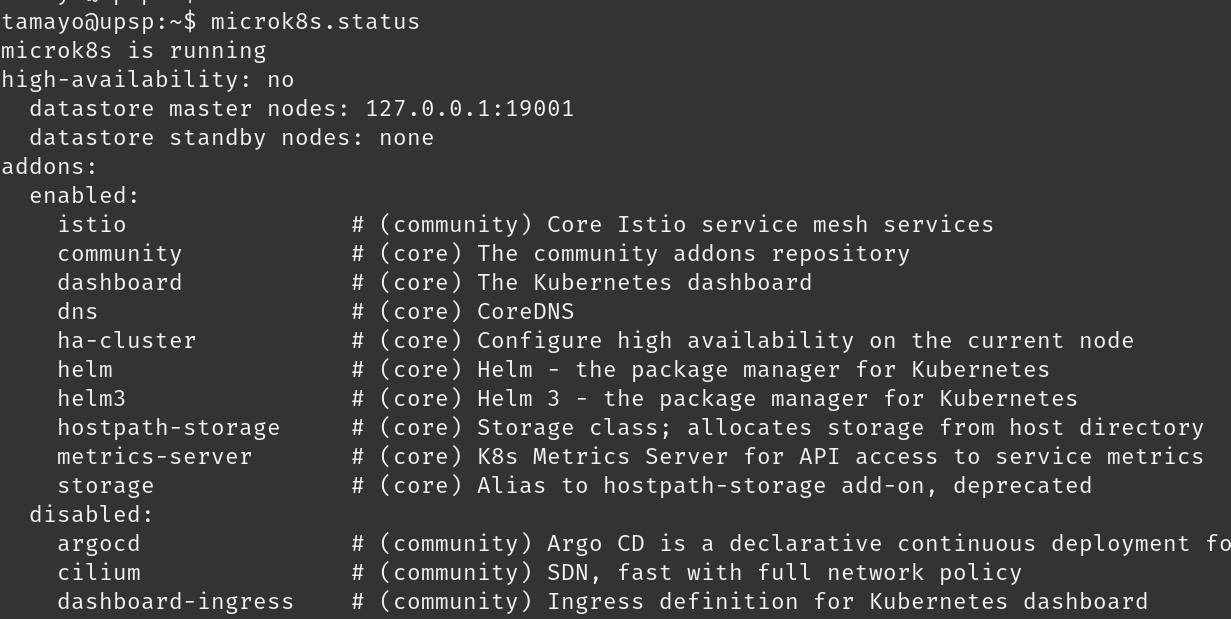 tamayo@upsp:~$ microk8s.status
microk8s is running
high-availability: no
  datastore master nodes: 127.0.0.1:19001
  datastore standby nodes: none
addons:
  enabled:
    istio                # (community) Core Istio service mesh services
    community            # (core) The community addons repository
    dashboard            # (core) The Kubernetes dashboard
    dns                  # (core) CoreDNS
    ha-cluster           # (core) Configure high availability on the current node
    helm                 # (core) Helm - the package manager for Kubernetes
    helm3                # (core) Helm 3 - the package manager for Kubernetes
    hostpath-storage     # (core) Storage class; allocates storage from host directory
    metrics-server       # (core) K8s Metrics Server for API access to service metrics
    storage              # (core) Alias to hostpath-storage add-on, deprecated
  disabled:
    argocd               # (community) Argo CD is a declarative continuous deployment fo
    cilium               # (community) SDN, fast with full network policy
    dashboard-ingress    # (community) Ingress definition for Kubernetes dashboard